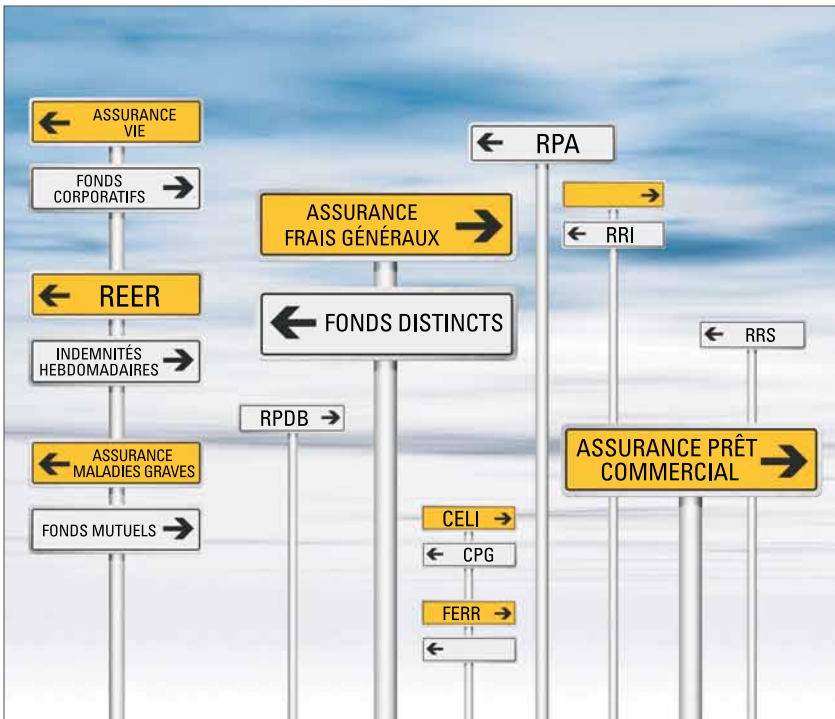 ASSURANCE
VIE
FONDS
CORPORATIFS
REER
INDEMNITÉS
HEBDOMADAIRES
ASSURANCE
MALADIES GRAVES
FONDS MUTUELS
ASSURANCE
FRAIS GÉNÉRAUX
FONDS DISTINCTS
RPDB
RPA
RRI
CELI
CPG
FERR
RRS
ASSURANCE PRÊT
COMMERCIAL